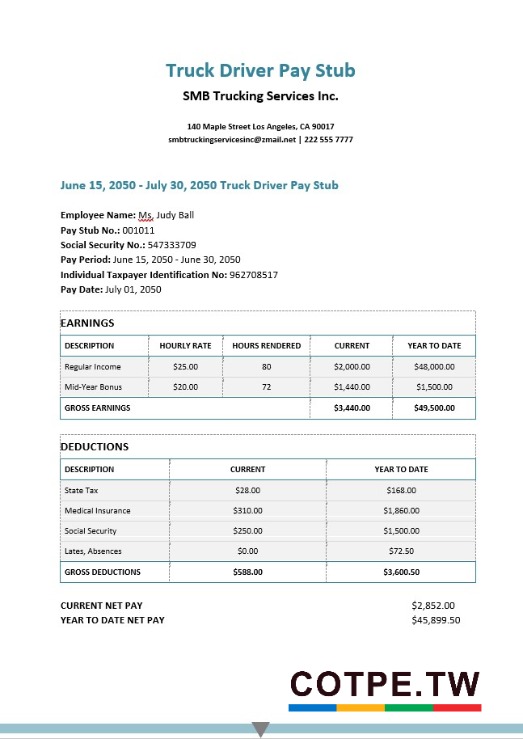 Truck Driver Pay Stub
SMB Trucking Services Inc.
140 Maple Street Los Angeles, CA 90017
smbtruckingservicesinc@zmail.net | 222 555 7777
June 15, 2050 - July 30, 2050 Truck Driver Pay Stub
Employee Name: Ms, Judy Ball
Pay Stub No.: 001011
Social Security No.: 547333709
Pay Period: June 15, 2050 - June 30, 2050
Individual Taxpayer Identification No: 962708517
Pay Date: July 01, 2050
EARNINGS
DESCRIPTION HOURLY RATE HOURS RENDERED CURRENT YEAR TO DATE
Regular Income $25.00 80 $2,000.00 $48,000.00
Mid-Year Bonus $20.00 72 $1,440.00 $1,500.00
GROSS EARNINGS $3,440.00 $49,500.00
DEDUCTIONS
DESCRIPTION CURRENT YEAR TO DATE
State Tax $28.00 $168.00
Medical Insurance $310.00 $1,860.00
Social Security $250.00 $1,500.00
Lates, Absences $0.00 $72.50
GROSS DEDUCTIONS $588.00 $3,600.50
CURRENT NET PAY $2,852.00
YEAR TO DATE NET PAY $45,899.50
COTPE.TW